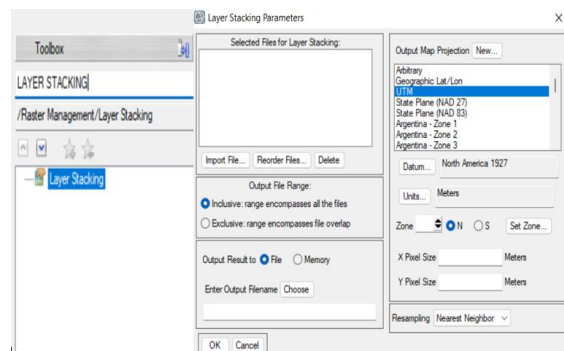 Toolbox
LAYER STACKING
/Raster Management/Layer Stacking
Layer Stacking
Layer Stacking Parameters
X
Selected Files for Layer Stacking:
Import File... Reorder Files... Delete
Output File Range:
Inclusive: range encompasses all the files
Exclusive: range encompasses file overlap
Output Result to File Memory
Enter Output Filename Choose
OK Cancel
Output Map Projection New...
Arbitrary
Geographic Lat/Lon
UTM
State Plane (NAD 27)
State Plane (NAD 83)
Argentina - Zone 1
Argentina - Zone 2
Argentina - Zone 3
Datum... North America 1927
Units... Meters
Zone N S Set Zone...
X Pixel Size Meters
Y Pixel Size Meters
Resampling Nearest Neighbor